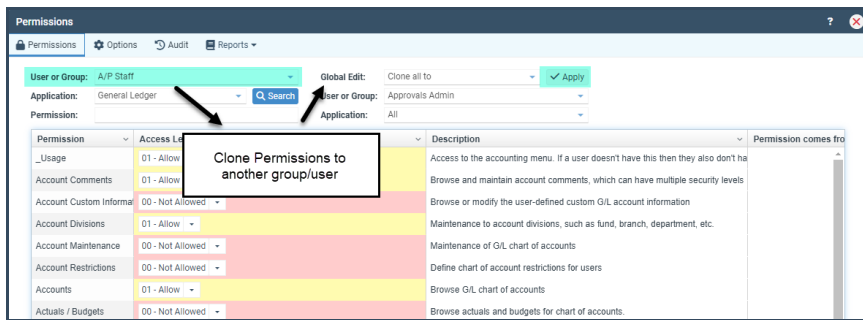 Permissions ?
Permissions Options Audit Reports
User or Group: A/P Staff Global Edit: Clone all to Apply
Application: General Ledger Search User or Group: Approvals Admin
Permission: Application: All
Clone Permissions to
another group/user
Permission Access Le Description Permission comes fro
_Usage 01 - Allow Access to the accounting menu. If a user doesn't have this then they also don't ha
Account Comments 01 - Allow Browse and maintain account comments, which can have multiple security levels
Account Custom Informat 00 - Not Allowed Browse or modify the user-defined custom G/L account information
Account Divisions 01 - Allow Maintenance to account divisions, such as fund, branch, department, etc.
Account Maintenance 00 - Not Allowed Maintenance of G/L chart of accounts
Account Restrictions 00 - Not Allowed Define chart of account restrictions for users
Accounts 01 - Allow Browse G/L chart of accounts
Actuals / Budgets 00 - Not Allowed Browse actuals and budgets for chart of accounts.